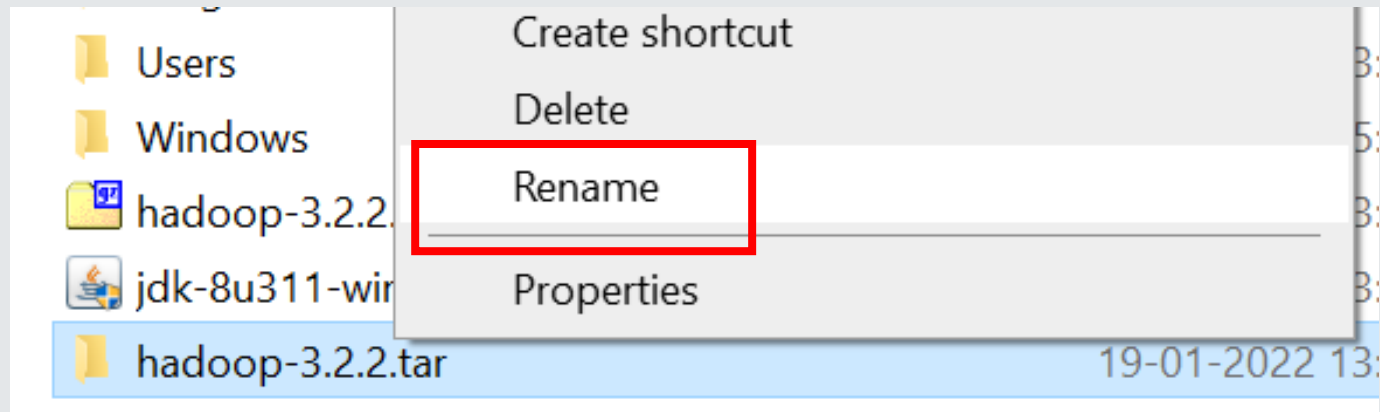 Create shortcut
Users
Delete
Windows
Rename
hadoop-3.2.2.
jdk-8u311-wi
Properties
hadoop-3.2.2.tar 19-01-2022 13: